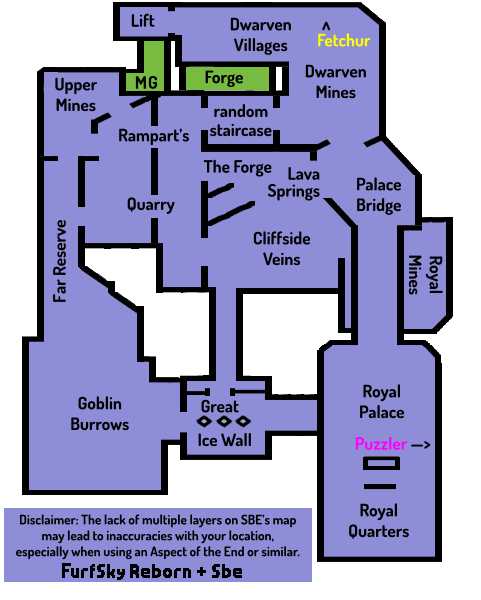 Lift
Dwarven
Villages
^
Fetchur
MG
Forge
Dwarven
Mines
Upper
Mines
random
staircase
Rampart's
The Forge
Lava
Springs
Palace
Bridge
Quarry
Far Reserve
Cliffside
Veins
Royal
Mines
Goblin
Burrows
Great
Ice Wall
Royal
Palace
Puzzler —>
Royal
Quarters
Disclaimer: The lack of multiple layers on SBE's map
may lead to inaccuracies with your location,
especially when using an Aspect of the End or similar.
FurfSky Reborn + Sbe